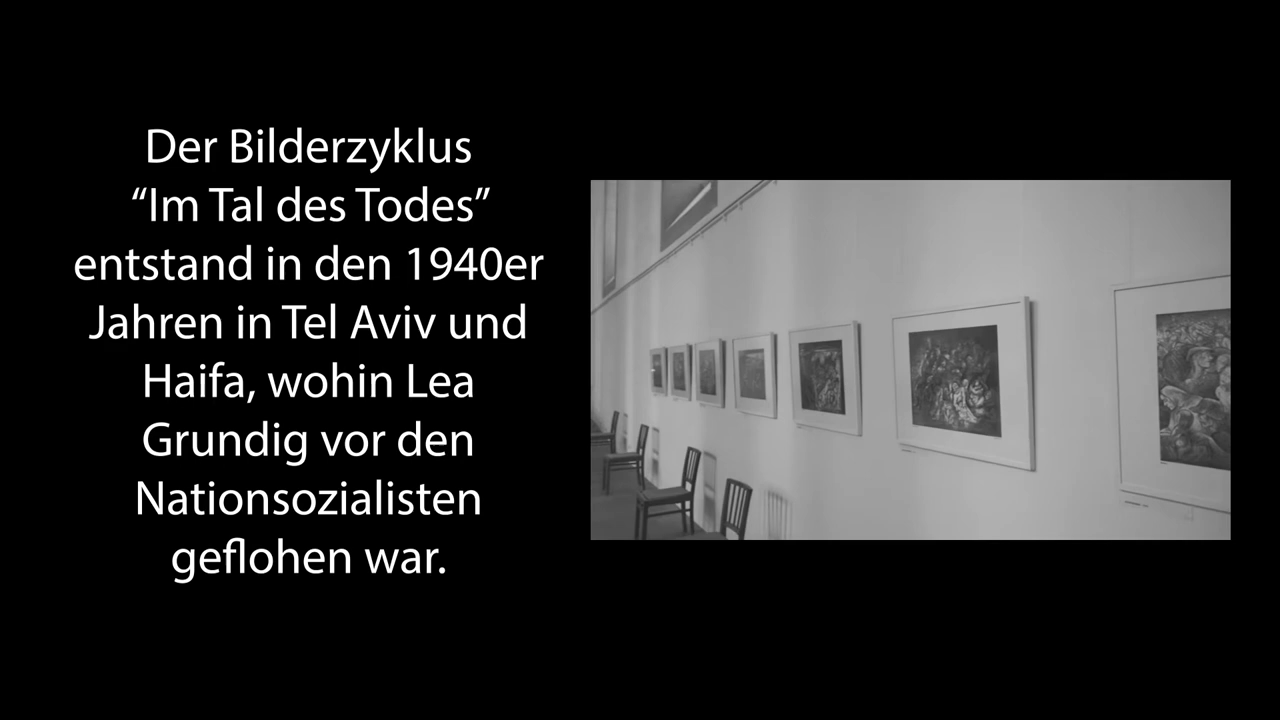 Der Bilderzyklus
“Im Tal des Todes”
entstand in den 1940er
Jahren in Tel Aviv und
Haifa, wohin Lea
Grundig vor den
Nationsozialisten
geflohen war.